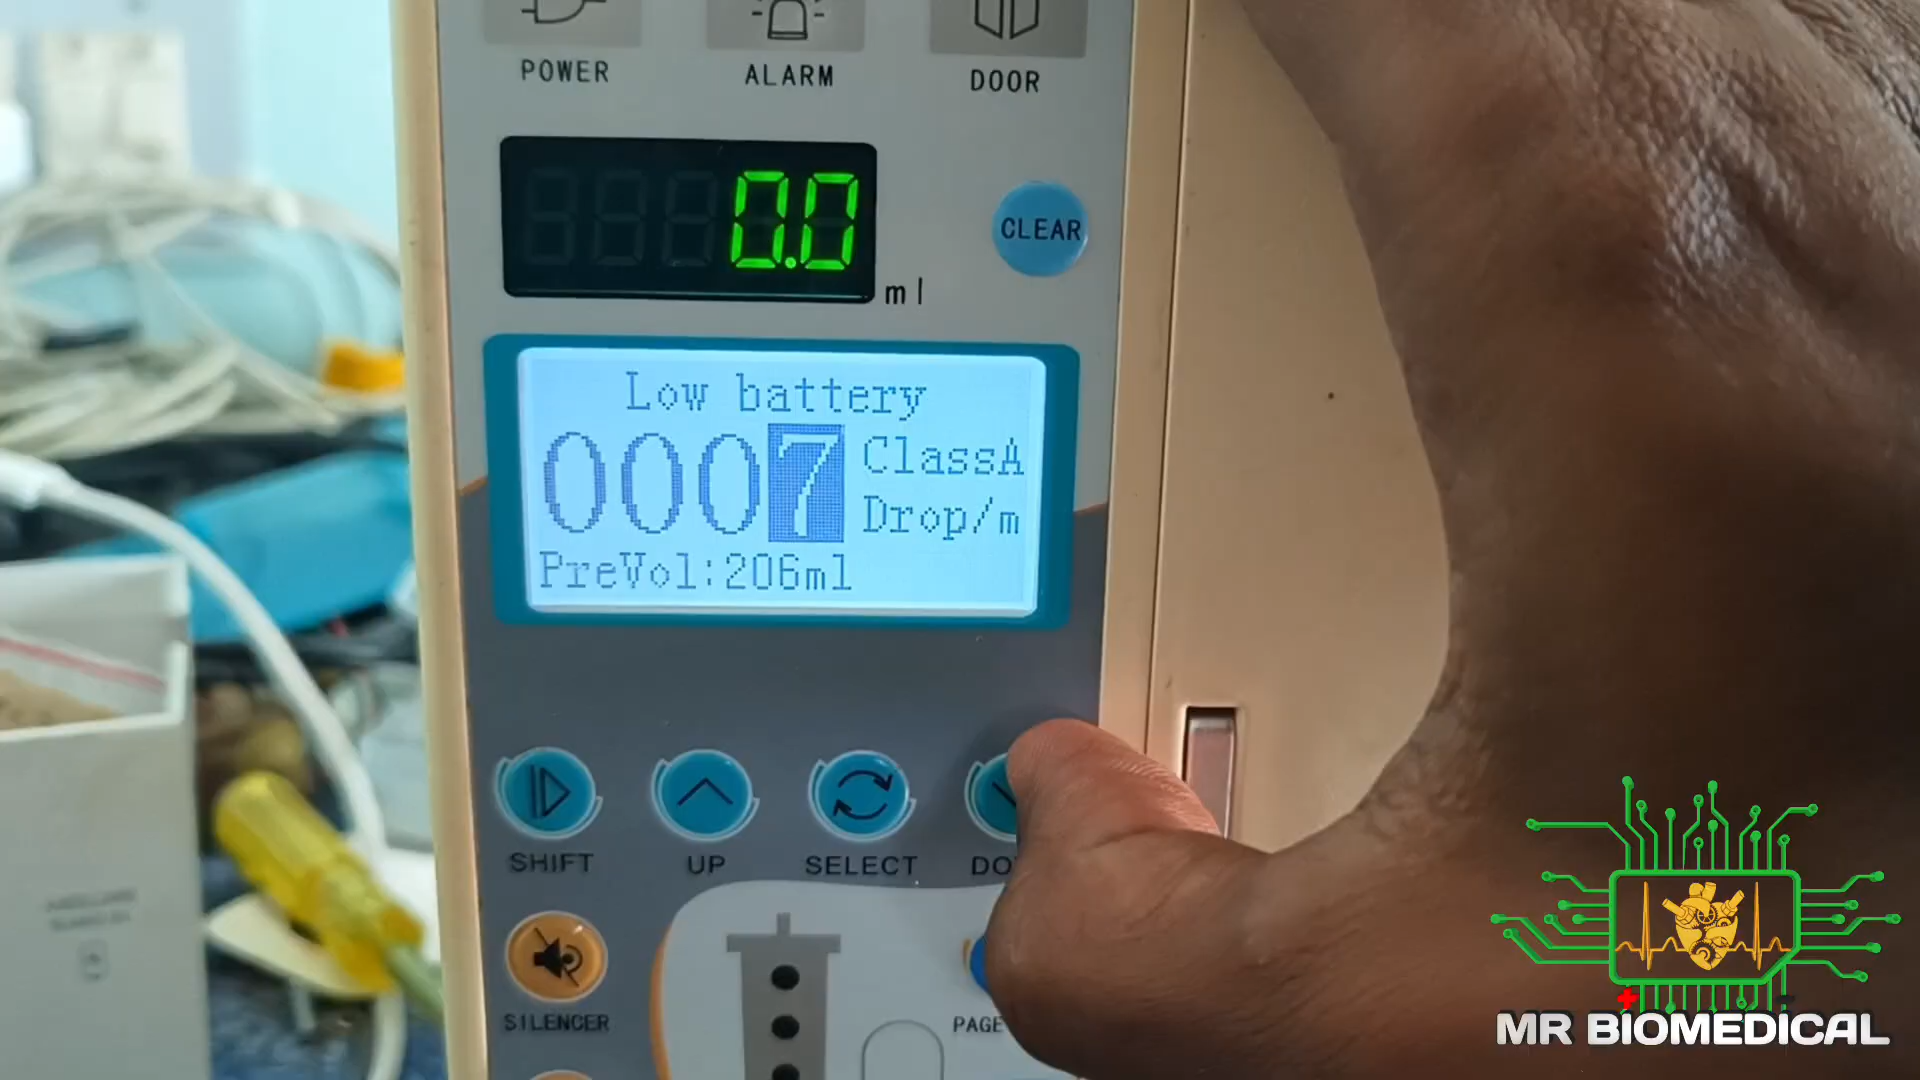 POWER
ALARM
DOOR
0.0
ml
CLEAR
Low battery
0007
ClassA
Drop/m
PreVol:206ml
SHIFT
UP
SELECT
SILENCER
PAGE
MR BIOMEDICAL